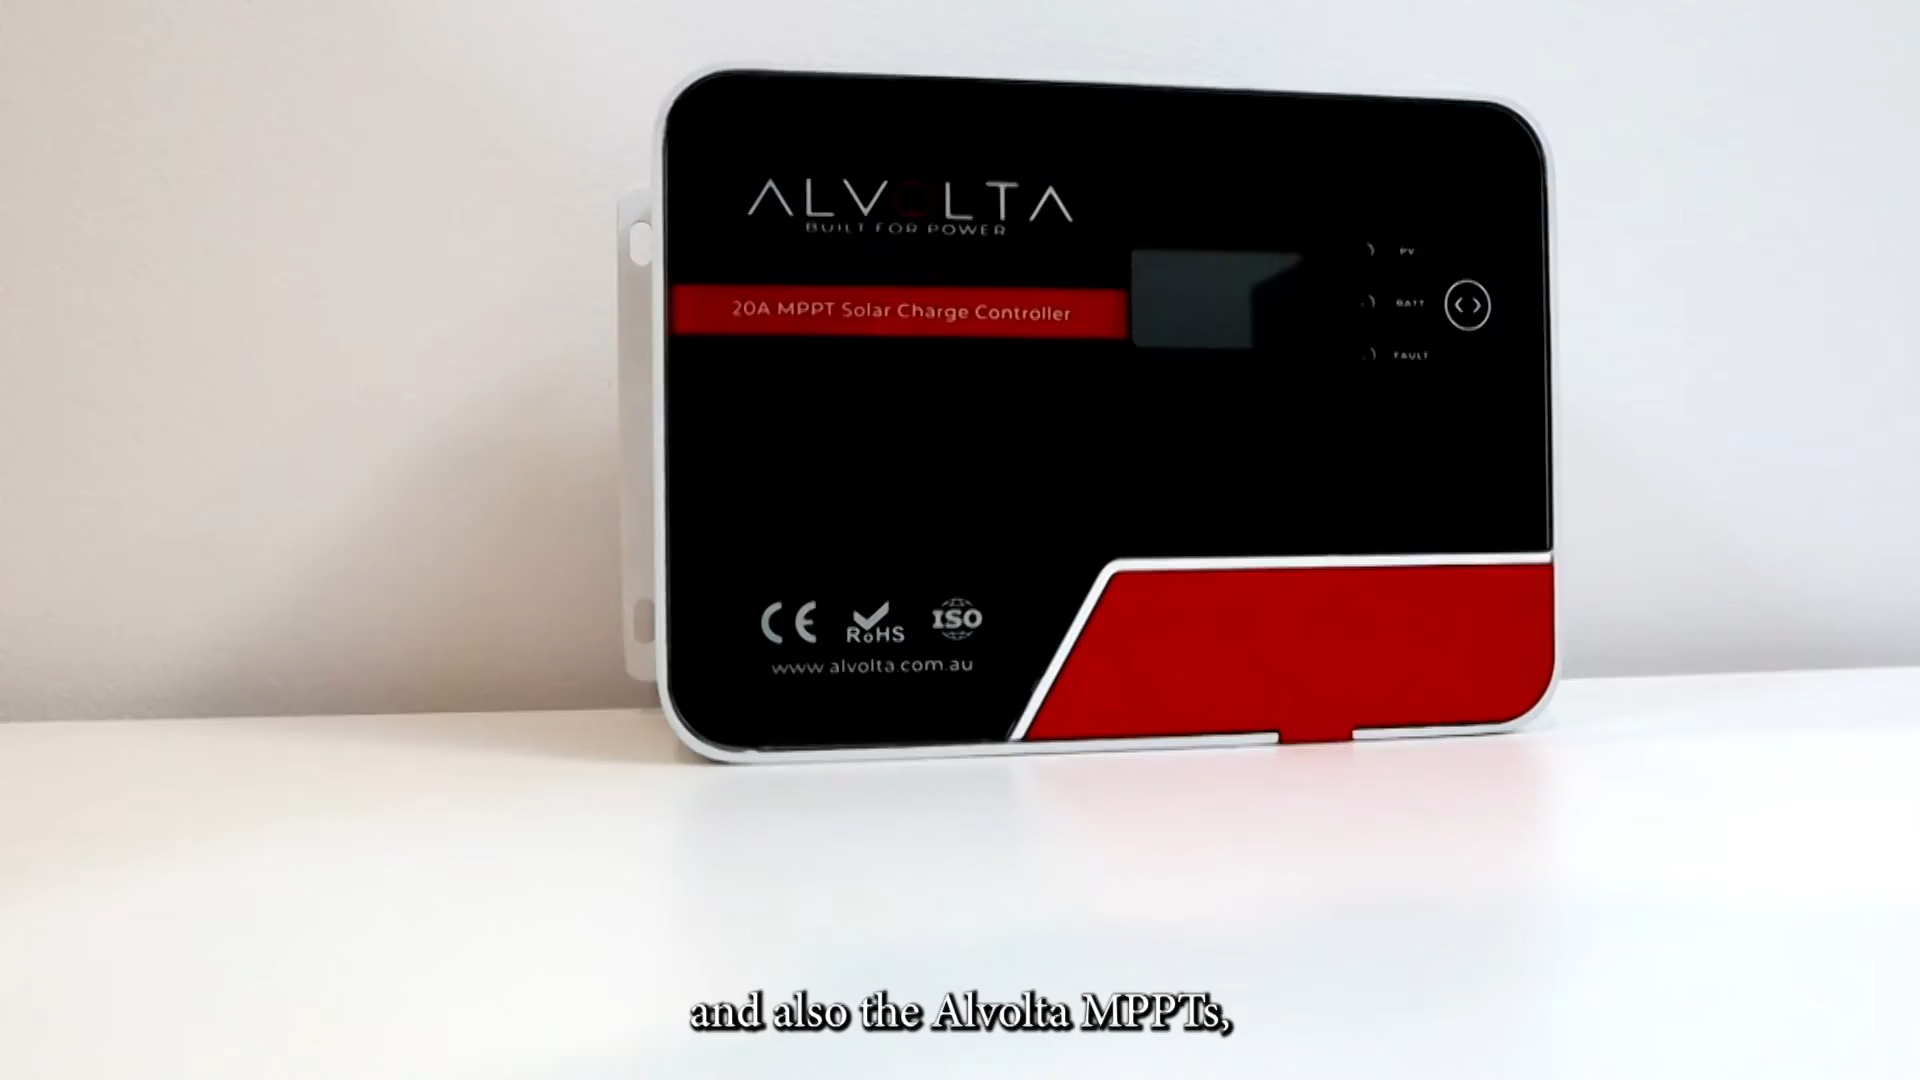 ALVOLTA
BUILT FOR POWER
20A MPPT Solar Charge Controller
PV
BATT
FAULT
CE
RoHS
ISO
www.alvolta.com.au
and also the Alvolta MPPTs,